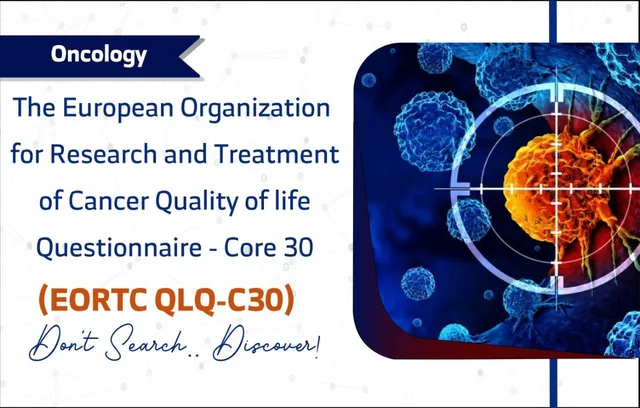 Oncology
The European Organization
for Research and Treatment
of Cancer Quality of life
Questionnaire - Core 30
(EORTC QLQ-C30)
Don't Search.. Discover!